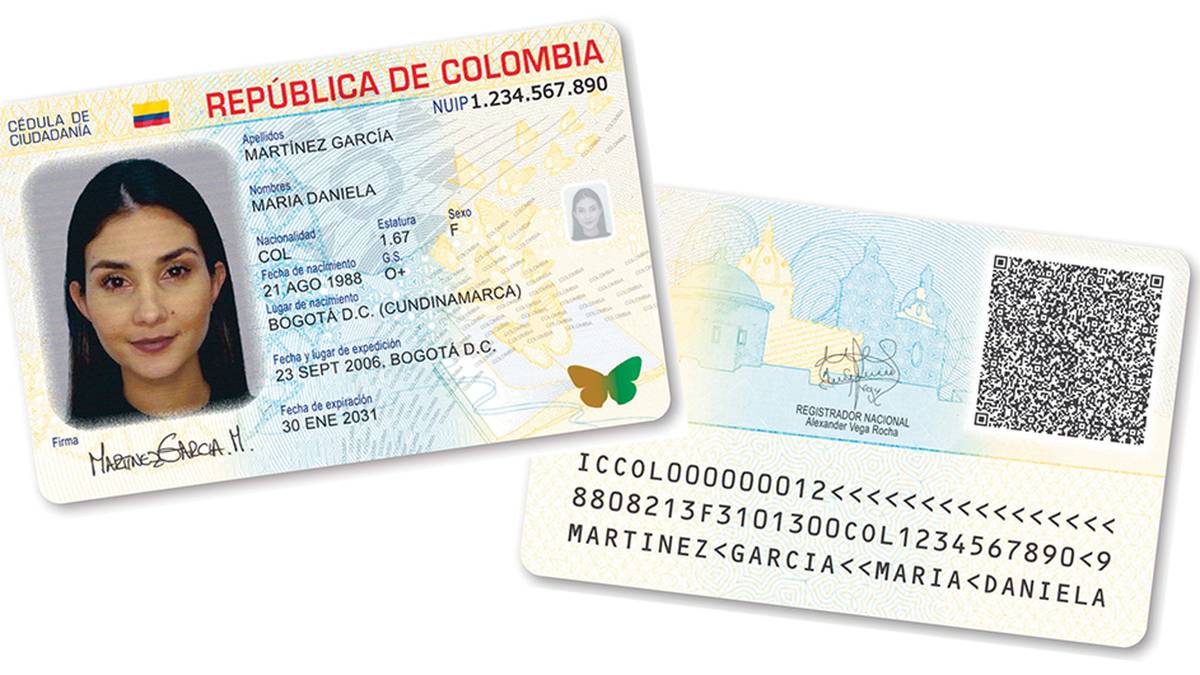 REPÚBLICA DE COLOMBIA
CÉDULA DE
CIUDADANÍA
NUIP 1.234.567.890
Apellidos
MARTÍNEZ GARCÍA
Nombres
MARIA DANIELA
Nacionalidad Estatura Sexo
COL 1.67 F
Fecha de nacimiento G.S.
21 AGO 1988 O+
Lugar de nacimiento
BOGOTÁ D.C. (CUNDINAMARCA)
Fecha y lugar de expedición
23 SEPT 2006, BOGOTÁ D.C.
Fecha de expiración
30 ENE 2031
Firma
MARTINEZ GARCIA M.
REGISTRADOR NACIONAL
Alexander Vega Rocha
ICCOL000000012<<<<<<<<<<<<<<<<
8808213F3101300COL1234567890<9
MARTINEZ<GARCIA<<MARIA<DANIELA